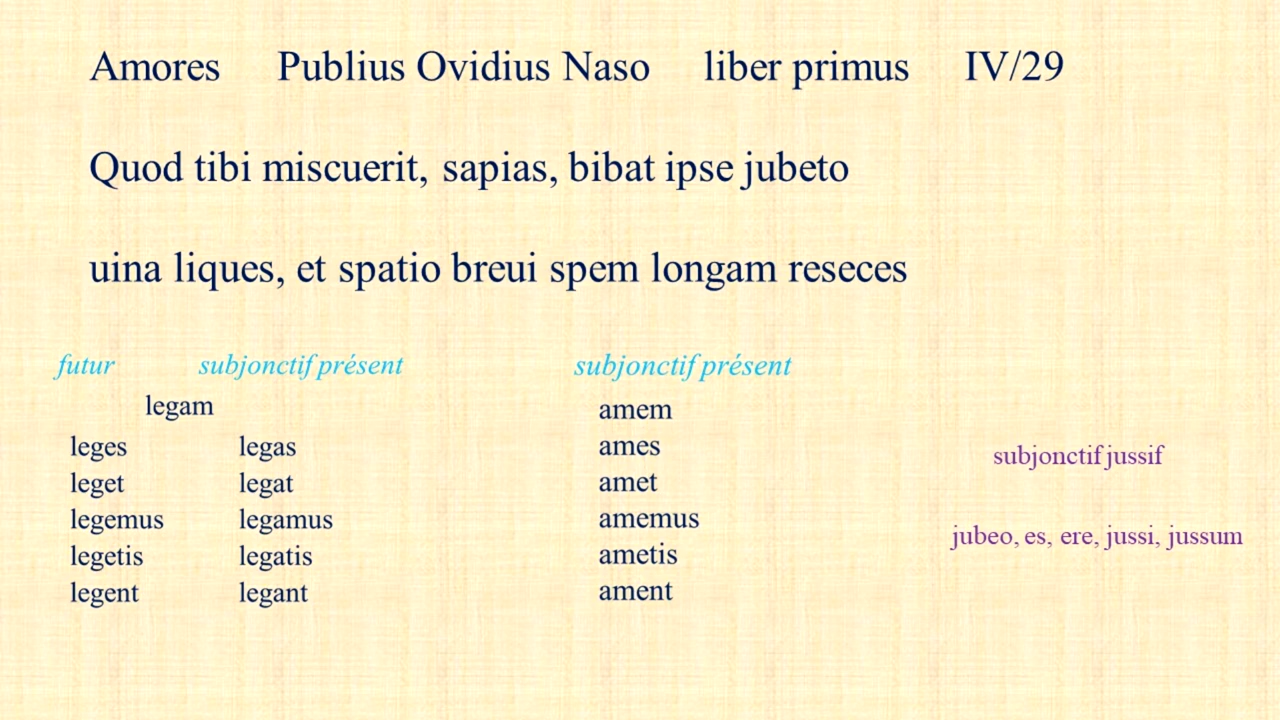 Amores Publius Ovidius Naso liber primus IV/29
Quod tibi miscuerit, sapias, bibat ipse jubeto
uina liques, et spatio breui spem longam reseces
futur subjonctif présent subjonctif présent
legam amem
leges legas ames subjonctif jussif
leget legat amet
legemus legamus amemus jubeo, es, ere, jussi, jussum
legetis legatis ametis
legent legant ament